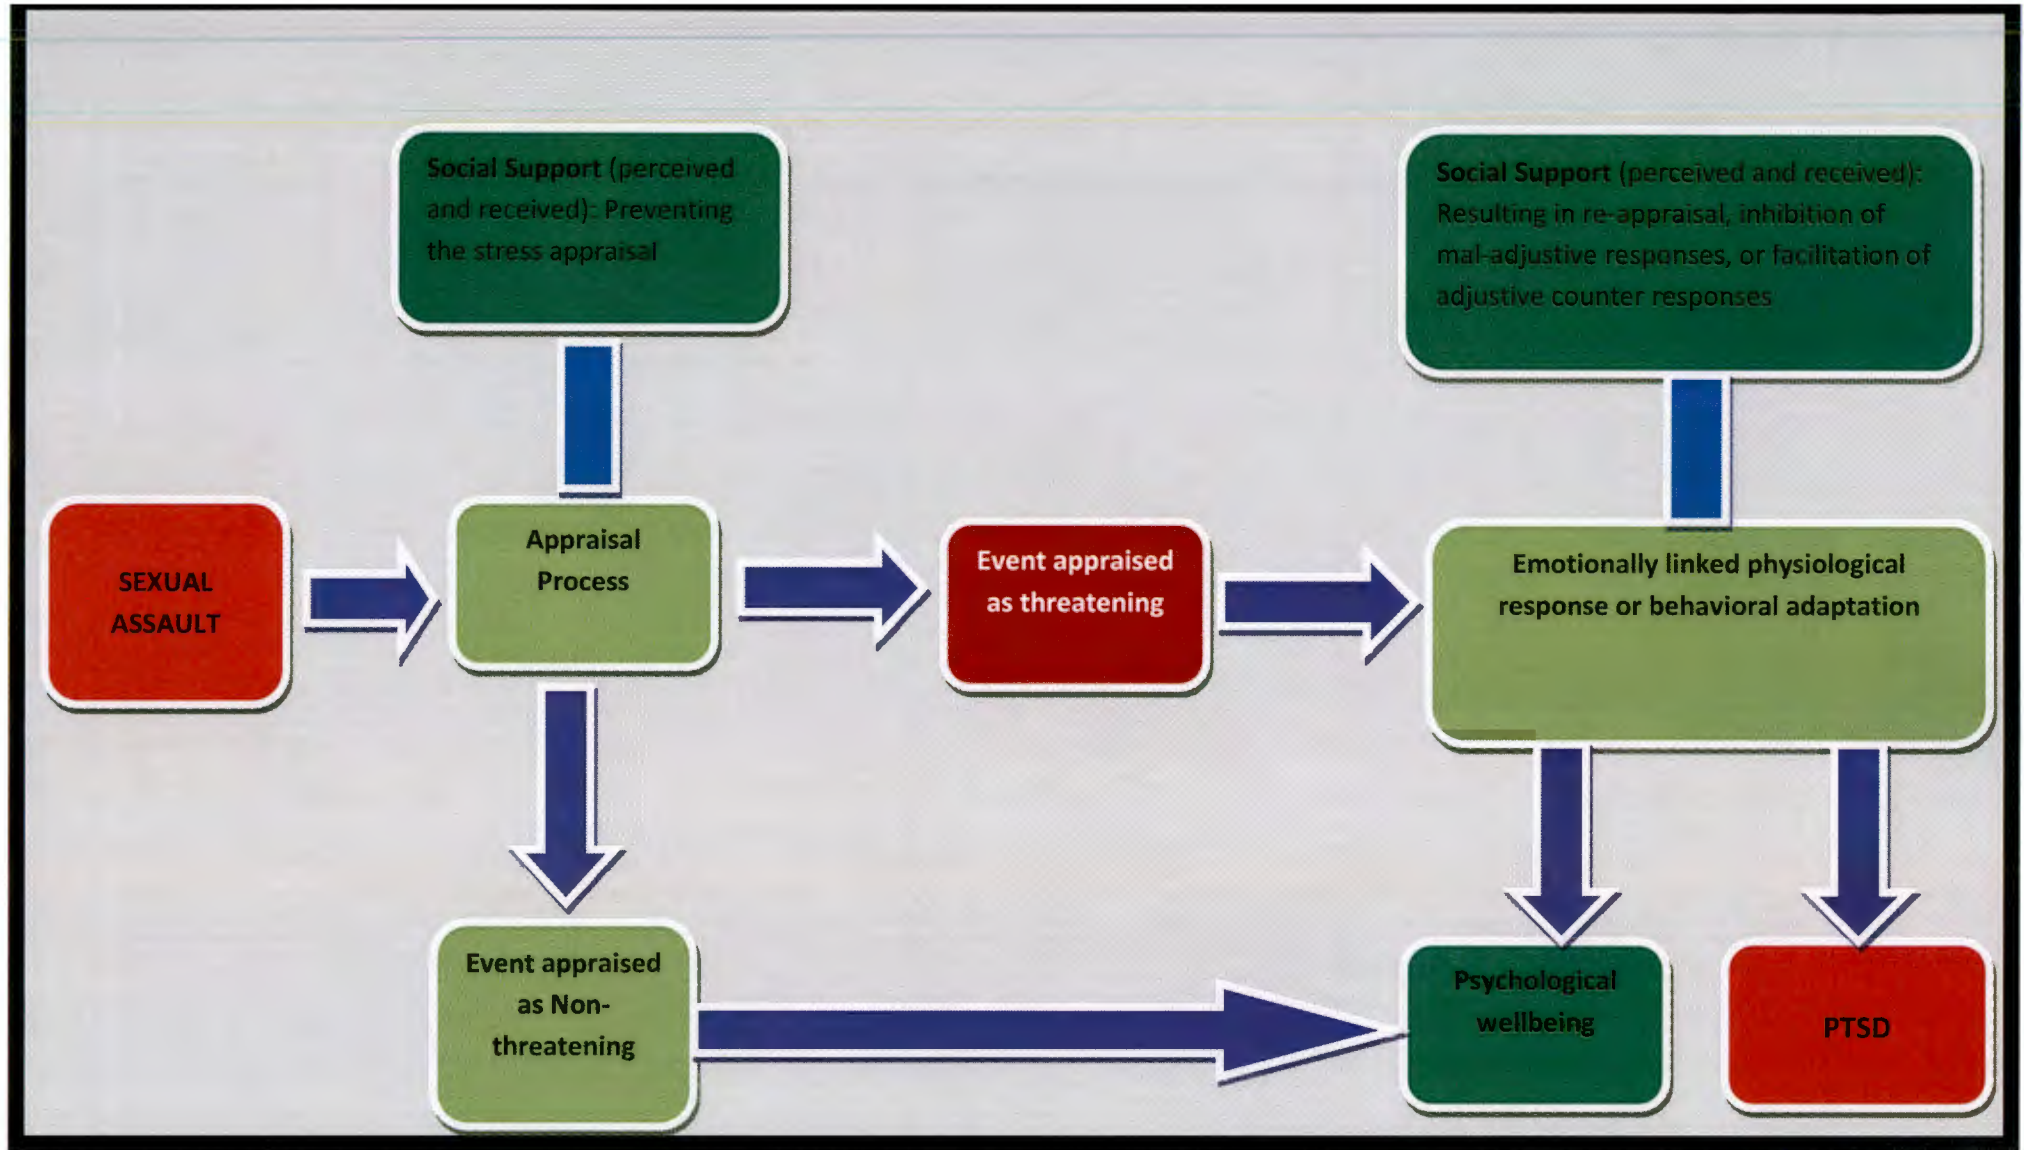 Social Support (perceived
and received): Preventing
the stress appraisal
Social Support (perceived and received):
Resulting in re-appraisal, inhibition of
mal-adjustive responses, or facilitation of
adjustive counter responses
SEXUAL
ASSAULT
Appraisal
Process
Event appraised
as threatening
Emotionally linked physiological
response or behavioral adaptation
Event appraised
as Non-
threatening
Psychological
wellbeing
PTSD